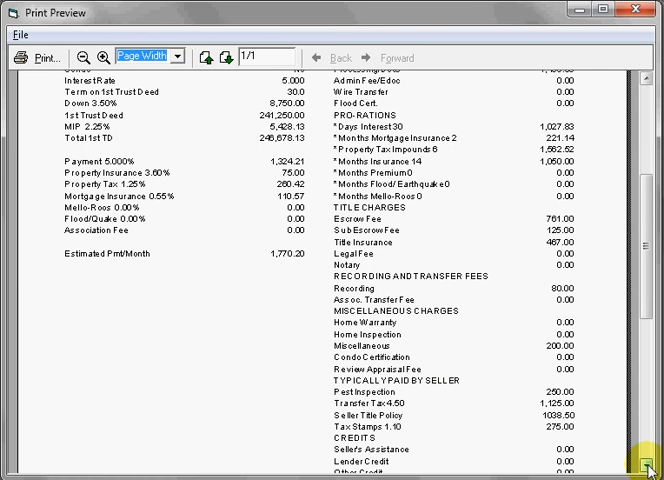 Print Preview
File
Print...
Page Width
1/1
Back
Forward
Interest Rate 5.000
Term on 1st Trust Deed 30.0
Down 3.50% 8,750.00
1st Trust Deed 241,250.00
MIP 2.25% 5,428.13
Total 1st TD 246,678.13
Payment 5.000% 1,324.21
Property Insurance 3.60% 75.00
Property Tax 1.25% 260.42
Mortgage Insurance 0.55% 110.57
Mello-Roos 0.00% 0.00
Flood/Quake 0.00% 0.00
Association Fee 0.00
Estimated Pmt/Month 1,770.20
Admin Fee/Edoc 0.00
Wire Transfer 0.00
Flood Cert. 0.00
PRO-RATIONS
*Days Interest 30 1,027.83
*Months Mortgage Insurance 2 221.14
*Property Tax Impounds 6 1,562.52
*Months Insurance 14 1,050.00
*Months Premium 0 0.00
*Months Flood/Earthquake 0 0.00
*Months Mello-Roos 0 0.00
TITLE CHARGES
Escrow Fee 761.00
Sub Escrow Fee 125.00
Title Insurance 467.00
Legal Fee 0.00
Notary 0.00
RECORDING AND TRANSFER FEES
Recording 80.00
Assoc. Transfer Fee 0.00
MISCELLANEOUS CHARGES
Home Warranty 0.00
Home Inspection 0.00
Miscellaneous 200.00
Condo Certification 0.00
Review Appraisal Fee 0.00
TYPICALLY PAID BY SELLER
Pest Inspection 250.00
Transfer Tax 4.50 1,125.00
Seller Title Policy 1038.50
Tax Stamps 1.10 275.00
CREDITS
Seller's Assistance 0.00
Lender Credit 0.00
Other Credit 0.00